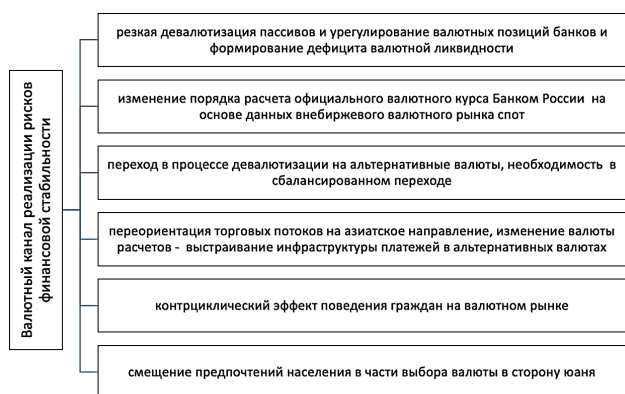 Валютный канал реализации рисков
финансовой стабильности
резкая девалютизация пассивов и урегулирование валютных позиций банков и
формирование дефицита валютной ликвидности
изменение порядка расчета официального валютного курса Банком России на
основе данных внебиржевого валютного рынка спот
переход в процессе девалютизации на альтернативные валюты, необходимость в
сбалансированном переходе
переориентация торговых потоков на азиатское направление, изменение валюты
расчетов - выстраивание инфраструктуры платежей в альтернативных валютах
контрциклический эффект поведения граждан на валютном рынке
смещение предпочтений населения в части выбора валюты в сторону юаня